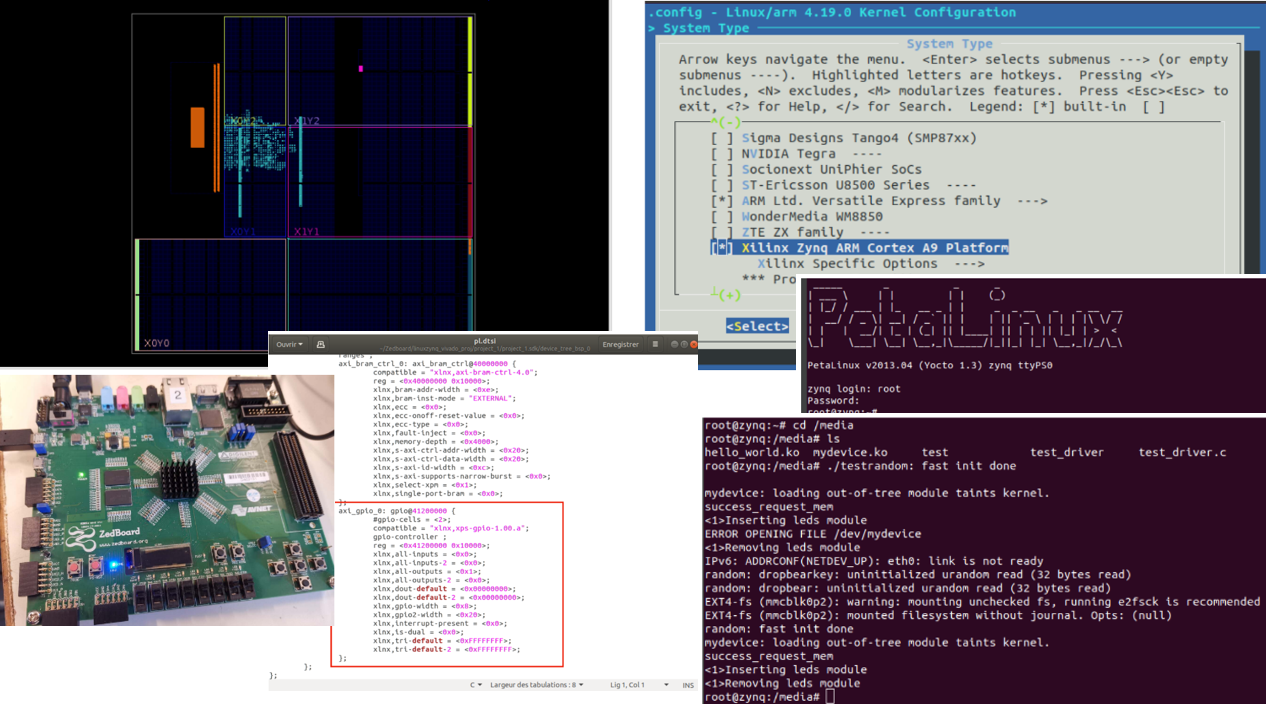 X0Y2
X1Y2
X0Y1
X1Y1
X0Y0
.config - Linux/arm 4.19.0 Kernel Configuration
> System Type
System Type
Arrow keys navigate the menu.  <Enter> selects submenus ---> (or empty
submenus ----).  Highlighted letters are hotkeys.  Pressing <Y>
includes, <N> excludes, <M> modularizes features.  Press <Esc><Esc> to
exit, <?> for Help, </> for Search.  Legend: [*] built-in  [ ]
^(-)
[ ] Sigma Designs Tango4 (SMP87xx)
[ ] NVIDIA Tegra  ----
[ ] Socionext UniPhier SoCs
[ ] ST-Ericsson U8500 Series  ----
[*] ARM Ltd. Versatile Express family  --->
[ ] WonderMedia WM8850
[ ] ZTE ZX family  ----
[*] Xilinx Zynq ARM Cortex A9 Platform
Xilinx Specific Options  --->
*** Pro
┴(+)
<Select>
PetaLinux
PetaLinux v2013.04 (Yocto 1.3) zynq ttyPS0
zynq login: root
Password:
root@zynq:~#
Ouvrir
pl.dtsi
Enregistrer
ranges ;
axi_bram_ctrl_0: axi_bram_ctrl@40000000 {
compatible = "xlnx,axi-bram-ctrl-4.0";
reg = <0x40000000 0x10000>;
xlnx,bram-addr-width = <0xe>;
xlnx,bram-inst-mode = "EXTERNAL";
xlnx,ecc = <0x0>;
xlnx,ecc-onoff-reset-value = <0x0>;
xlnx,ecc-type = <0x0>;
xlnx,fault-inject = <0x0>;
xlnx,memory-depth = <0x4000>;
xlnx,s-axi-ctrl-addr-width = <0x20>;
xlnx,s-axi-ctrl-data-width = <0x20>;
xlnx,s-axi-id-width = <0xc>;
xlnx,s-axi-supports-narrow-burst = <0x0>;
xlnx,select-xpm = <0x1>;
xlnx,single-port-bram = <0x0>;
};
axi_gpio_0: gpio@41200000 {
#gpio-cells = <2>;
compatible = "xlnx,xps-gpio-1.00.a";
gpio-controller ;
reg = <0x41200000 0x10000>;
xlnx,all-inputs = <0x0>;
xlnx,all-inputs-2 = <0x0>;
xlnx,all-outputs = <0x1>;
xlnx,all-outputs-2 = <0x0>;
xlnx,dout-default = <0x00000000>;
xlnx,dout-default-2 = <0x00000000>;
xlnx,gpio-width = <0x8>;
xlnx,gpio2-width = <0x20>;
xlnx,interrupt-present = <0x0>;
xlnx,is-dual = <0x0>;
xlnx,tri-default = <0xFFFFFFFF>;
xlnx,tri-default-2 = <0xFFFFFFFF>;
};
};
};
C
Largeur des tabulations : 8
Lig 1, Col 1
INS
2
AVNET
ZedBoard
www.zedboard.org
root@zynq:~# cd /media
root@zynq:/media# ls
hello_world.ko  mydevice.ko  test  test_driver  test_driver.c
root@zynq:/media# ./testrandom: fast init done
mydevice: loading out-of-tree module taints kernel.
success_request_mem
<1>Inserting leds module
ERROR OPENING FILE /dev/mydevice
<1>Removing leds module
IPv6: ADDRCONF(NETDEV_UP): eth0: link is not ready
random: dropbearkey: uninitialized urandom read (32 bytes read)
random: dropbear: uninitialized urandom read (32 bytes read)
EXT4-fs (mmcblk0p2): warning: mounting unchecked fs, running e2fsck is recommended
EXT4-fs (mmcblk0p2): mounted filesystem without journal. Opts: (null)
random: fast init done
mydevice: loading out-of-tree module taints kernel.
success_request_mem
<1>Inserting leds module
<1>Removing leds module
root@zynq:/media#